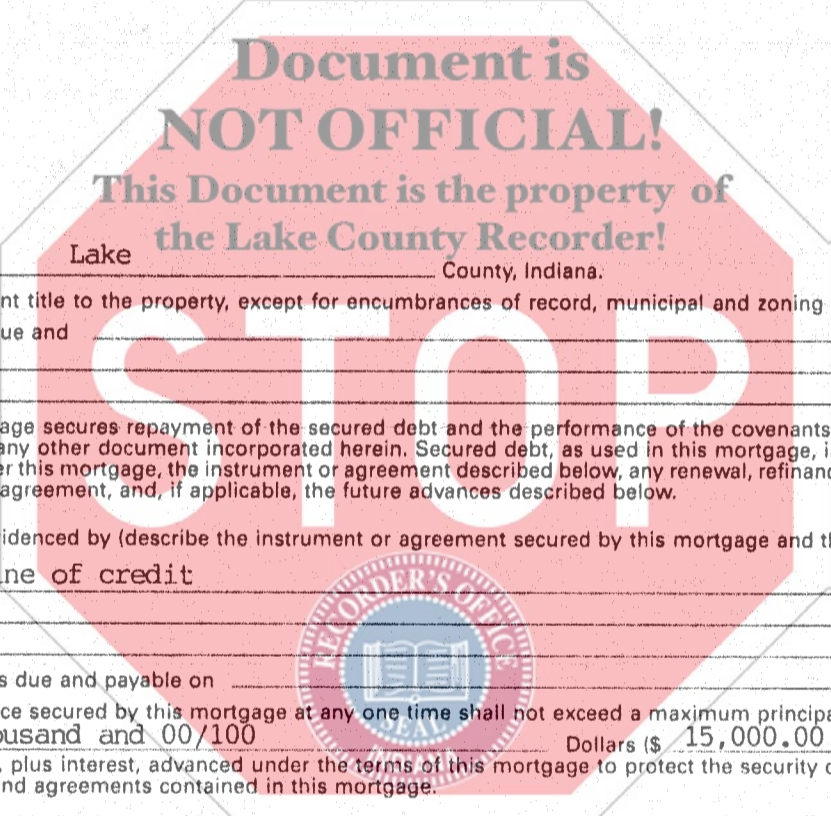 Document is
NOT OFFICIAL!
This Document is the property of
the Lake County Recorder!
Lake County, Indiana.
nt title to the property, except for encumbrances of record, municipal and zoning
ue and
STOP
age secures repayment of the secured debt and the performance of the covenants
any other document incorporated herein. Secured debt, as used in this mortgage, i
er this mortgage, the instrument or agreement described below, any renewal, refinanc
agreement, and, if applicable, the future advances described below.
idenced by (describe the instrument or agreement secured by this mortgage and th
ne of credit
RECORDER'S OFFICE
s due and payable on
SEAL
ce secured by this mortgage at any one time shall not exceed a maximum principa
ousand and 00/100 Dollars ($ 15,000.00
, plus interest, advanced under the terms of this mortgage to protect the security o
nd agreements contained in this mortgage.